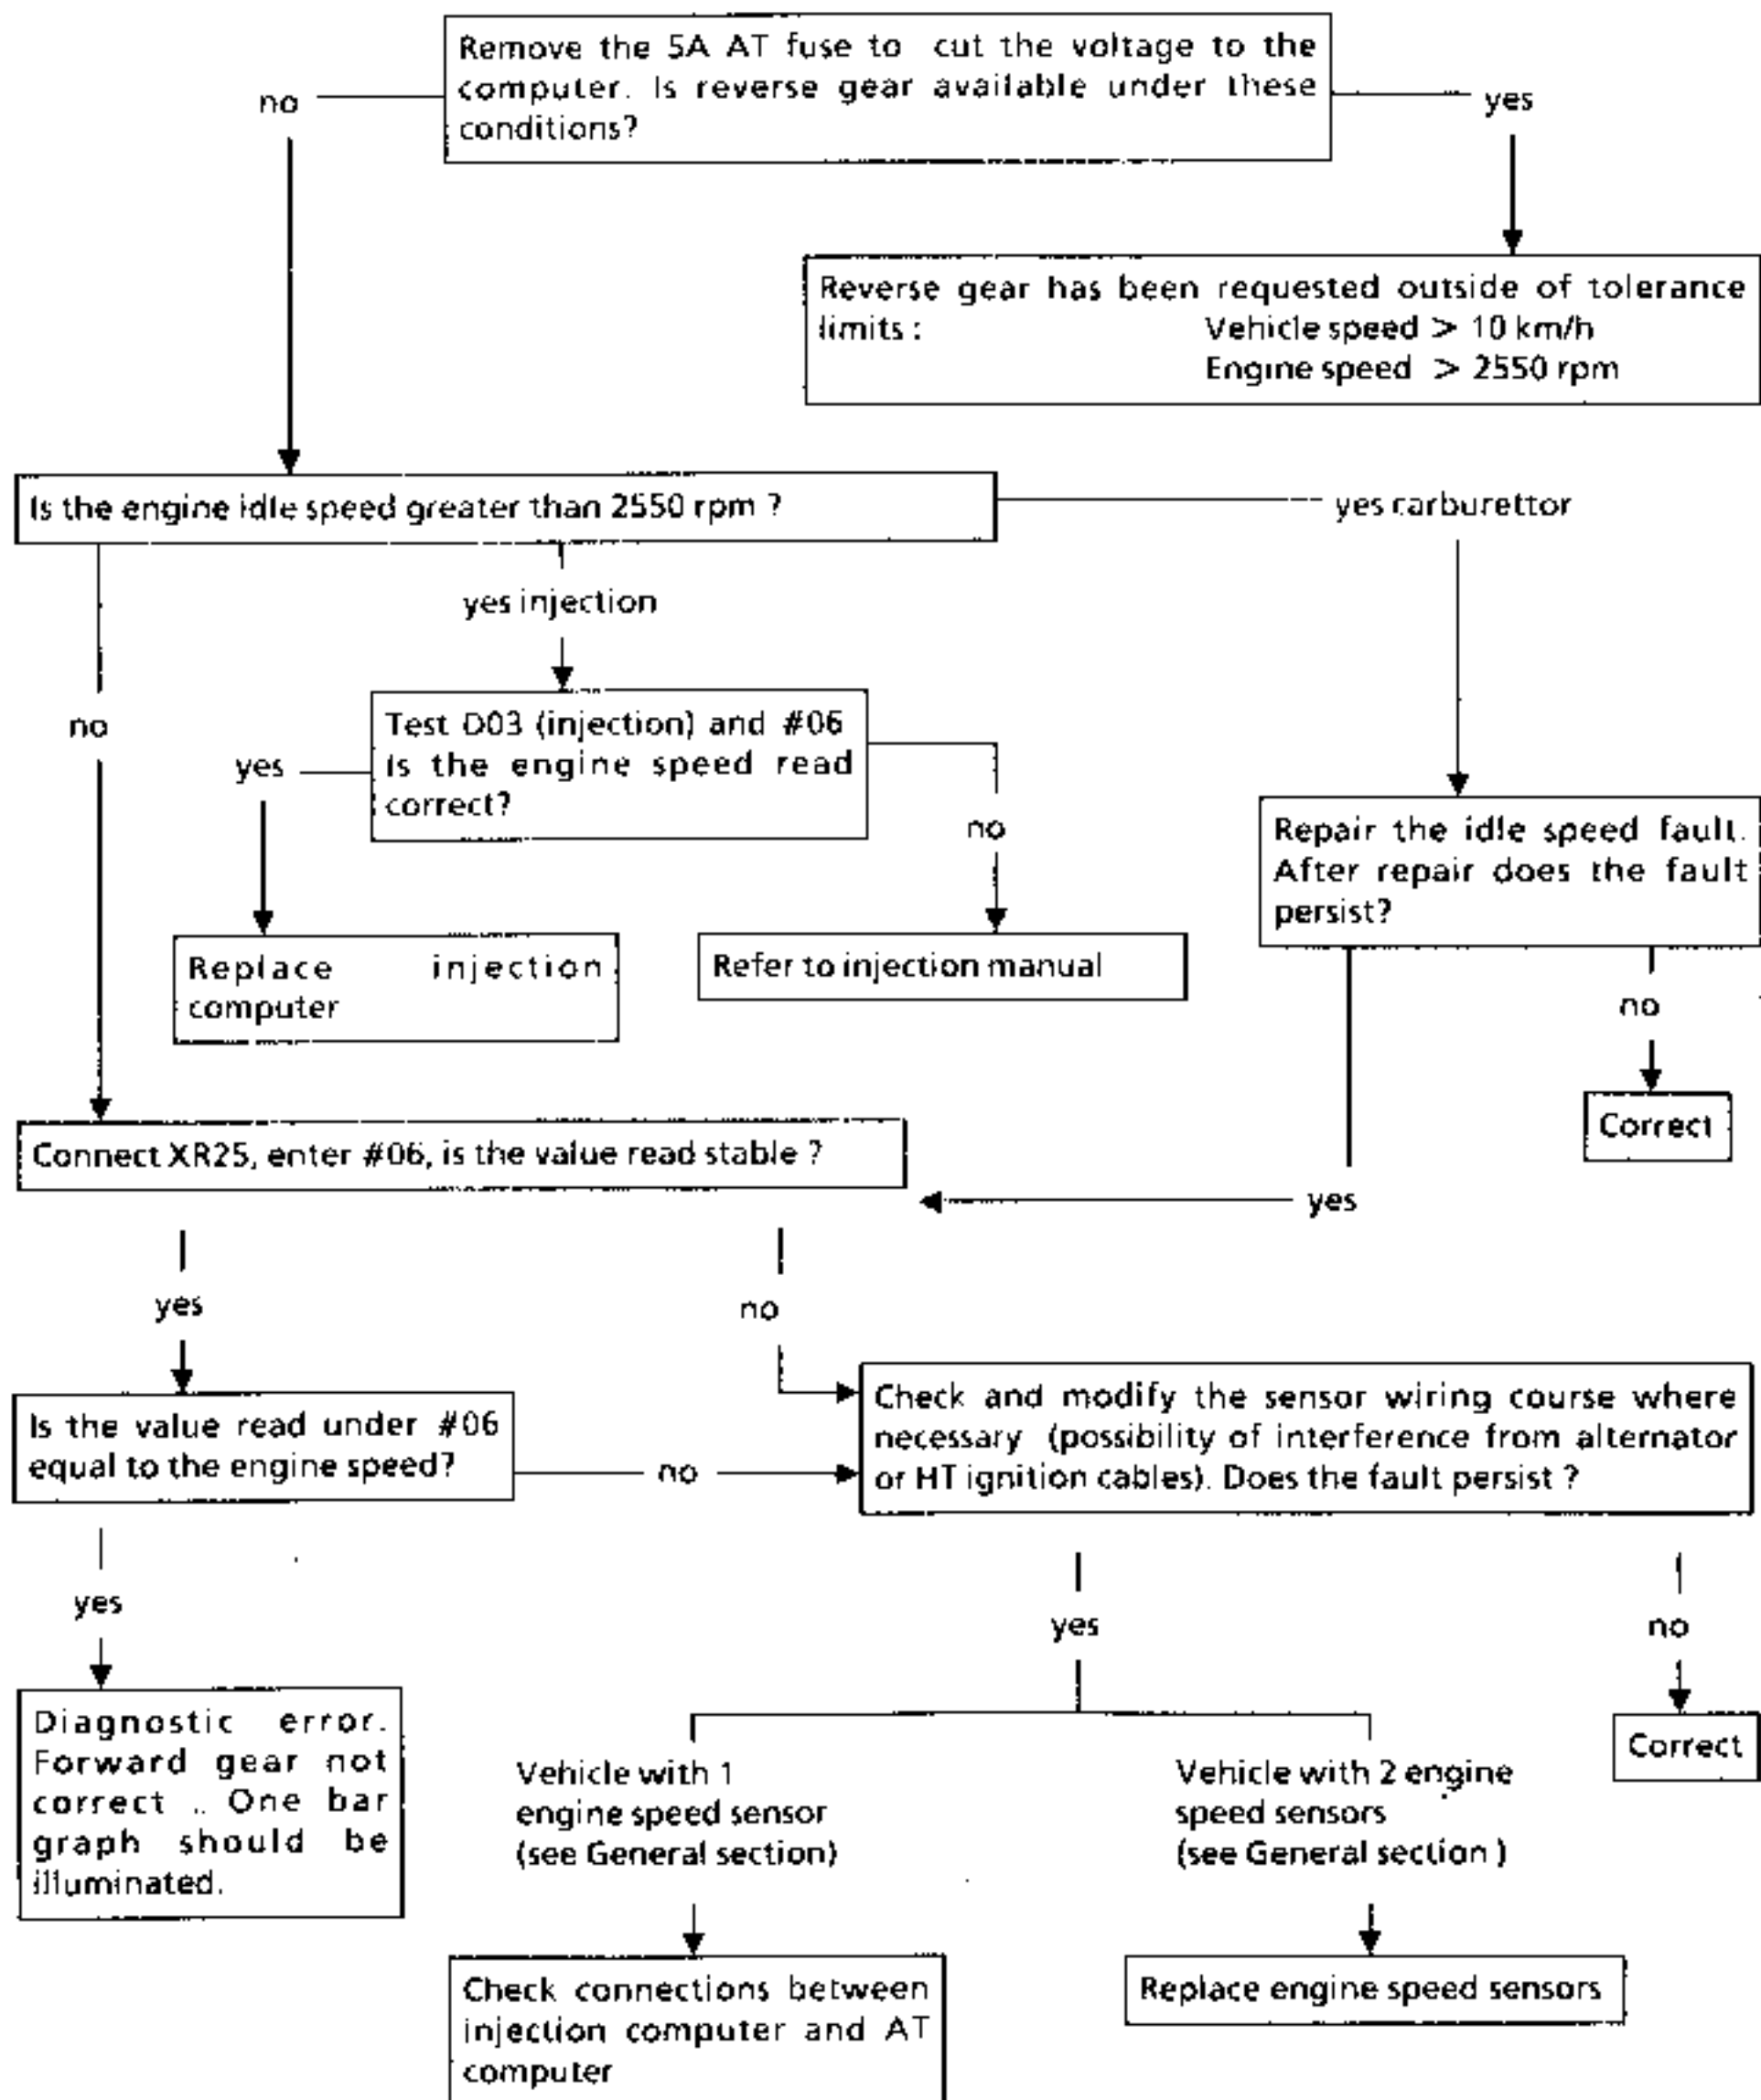 Remove the 5A AT fuse to cut the voltage to the
computer. Is reverse gear available under these
conditions?
no
yes
Reverse gear has been requested outside of tolerance
limits : Vehicle speed > 10 km/h
Engine speed > 2550 rpm
Is the engine idle speed greater than 2550 rpm ?
yes carburettor
yes injection
no
Test D03 (injection) and #06
Is the engine speed read
correct?
yes
no
Repair the idle speed fault.
After repair does the fault
persist?
Replace injection
computer
Refer to injection manual
no
Correct
Connect XR25, enter #06, is the value read stable ?
yes
yes
no
Check and modify the sensor wiring course where
necessary (possibility of interference from alternator
or HT ignition cables). Does the fault persist ?
Is the value read under #06
equal to the engine speed?
no
yes
yes
no
Diagnostic error.
Forward gear not
correct .. One bar
graph should be
illuminated.
Vehicle with 1
engine speed sensor
(see General section)
Vehicle with 2 engine
speed sensors
(see General section )
Correct
Check connections between
injection computer and AT
computer
Replace engine speed sensors